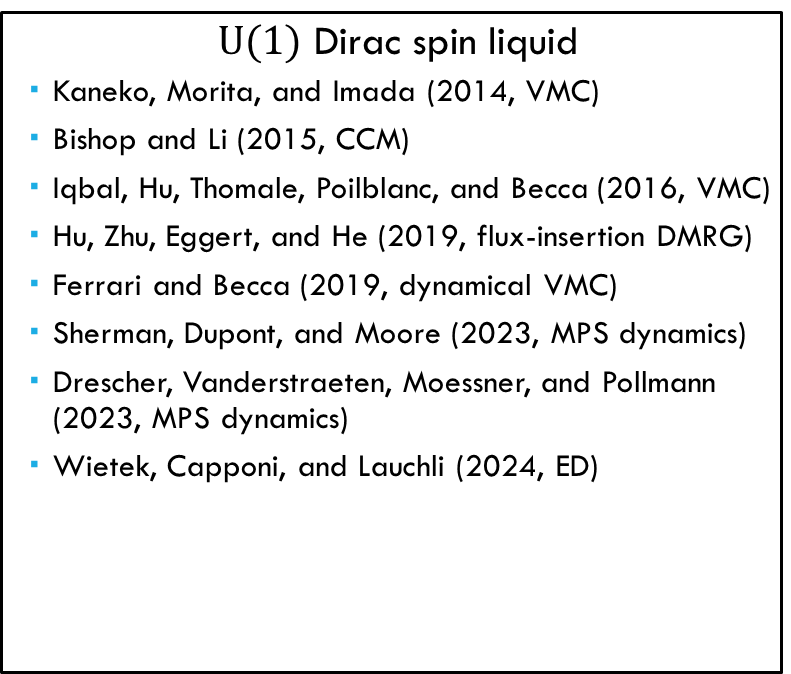 U(1) Dirac spin liquid
▪ Kaneko, Morita, and Imada (2014, VMC)
▪ Bishop and Li (2015, CCM)
▪ Iqbal, Hu, Thomale, Poilblanc, and Becca (2016, VMC)
▪ Hu, Zhu, Eggert, and He (2019, flux-insertion DMRG)
▪ Ferrari and Becca (2019, dynamical VMC)
▪ Sherman, Dupont, and Moore (2023, MPS dynamics)
▪ Drescher, Vanderstraeten, Moessner, and Pollmann
(2023, MPS dynamics)
▪ Wietek, Capponi, and Lauchli (2024, ED)